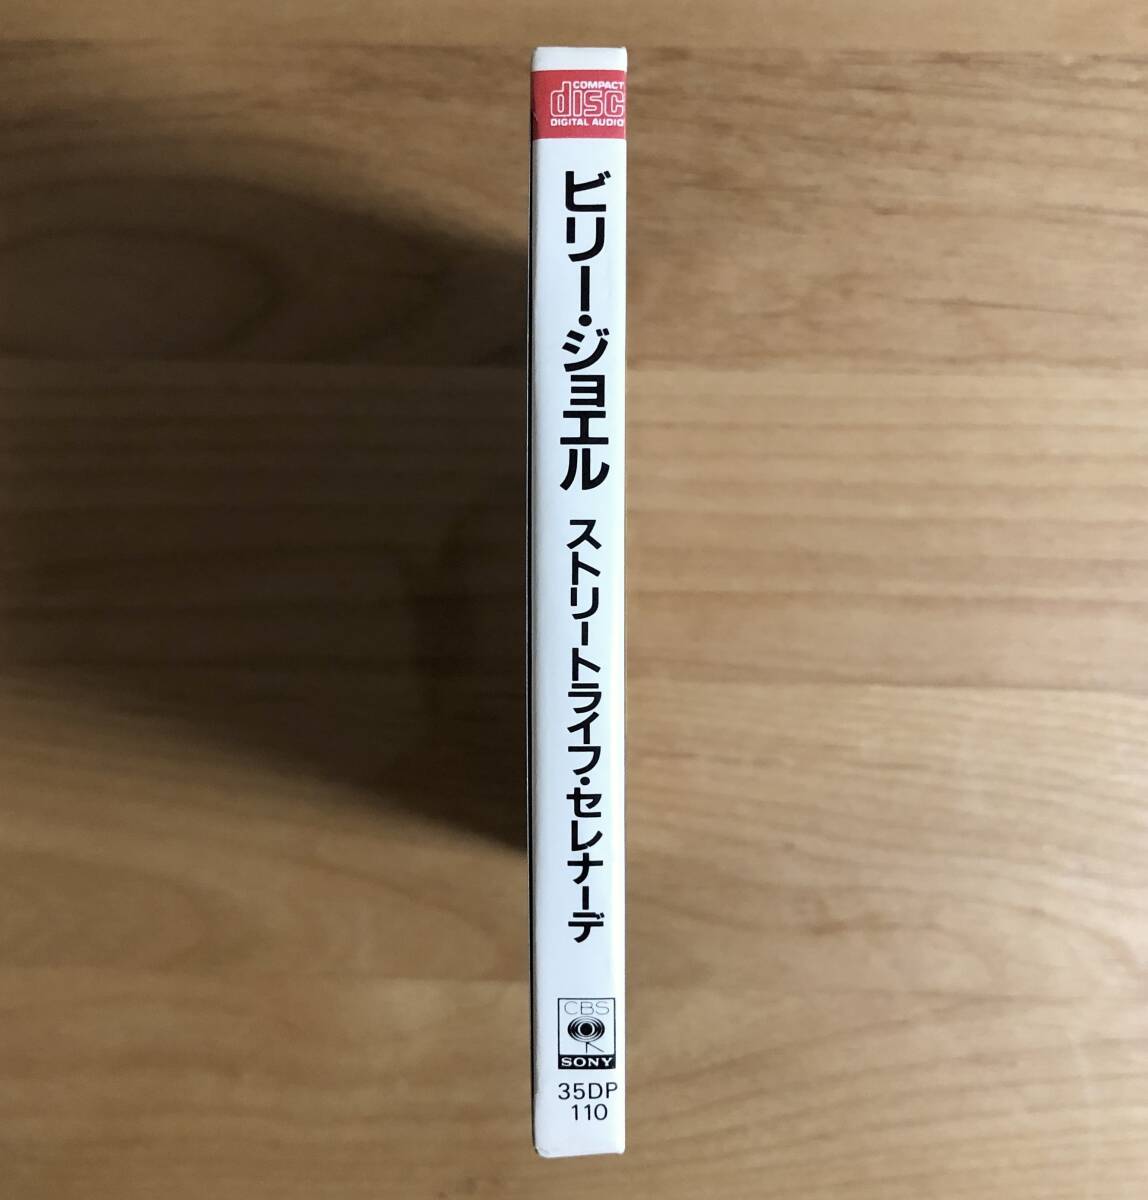 COMPACT
disc
DIGITAL AUDIO
ビリー・ジョエル
ストリートライフ・セレナーデ
CBS
SONY
35DP
110